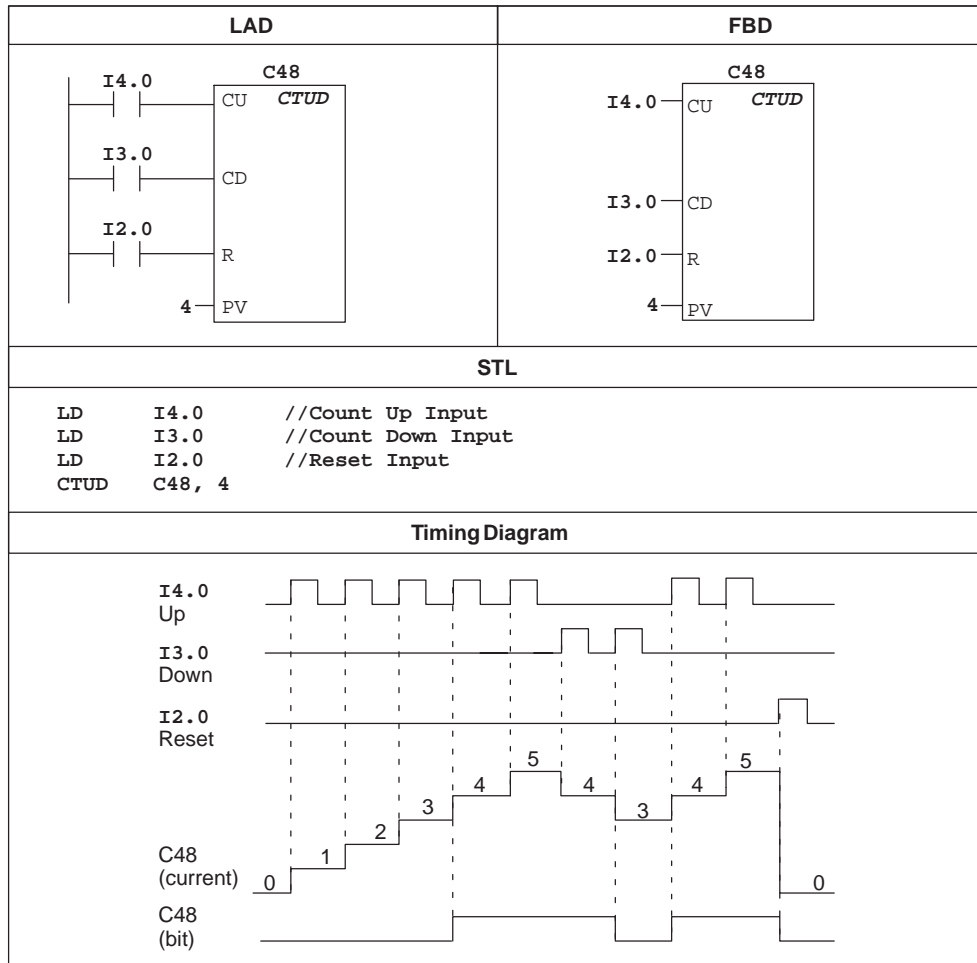 LAD
FBD
C48
I4.0
CU CTUD
I3.0
CD
I2.0
R
4 PV
C48
I4.0 CU CTUD
I3.0 CD
I2.0 R
4 PV
STL
LD I4.0 //Count Up Input
LD I3.0 //Count Down Input
LD I2.0 //Reset Input
CTUD C48, 4
Timing Diagram
I4.0
Up
I3.0
Down
I2.0
Reset
C48
(current)
0 1 2 3 4 5 4 3 4 5 0
C48
(bit)